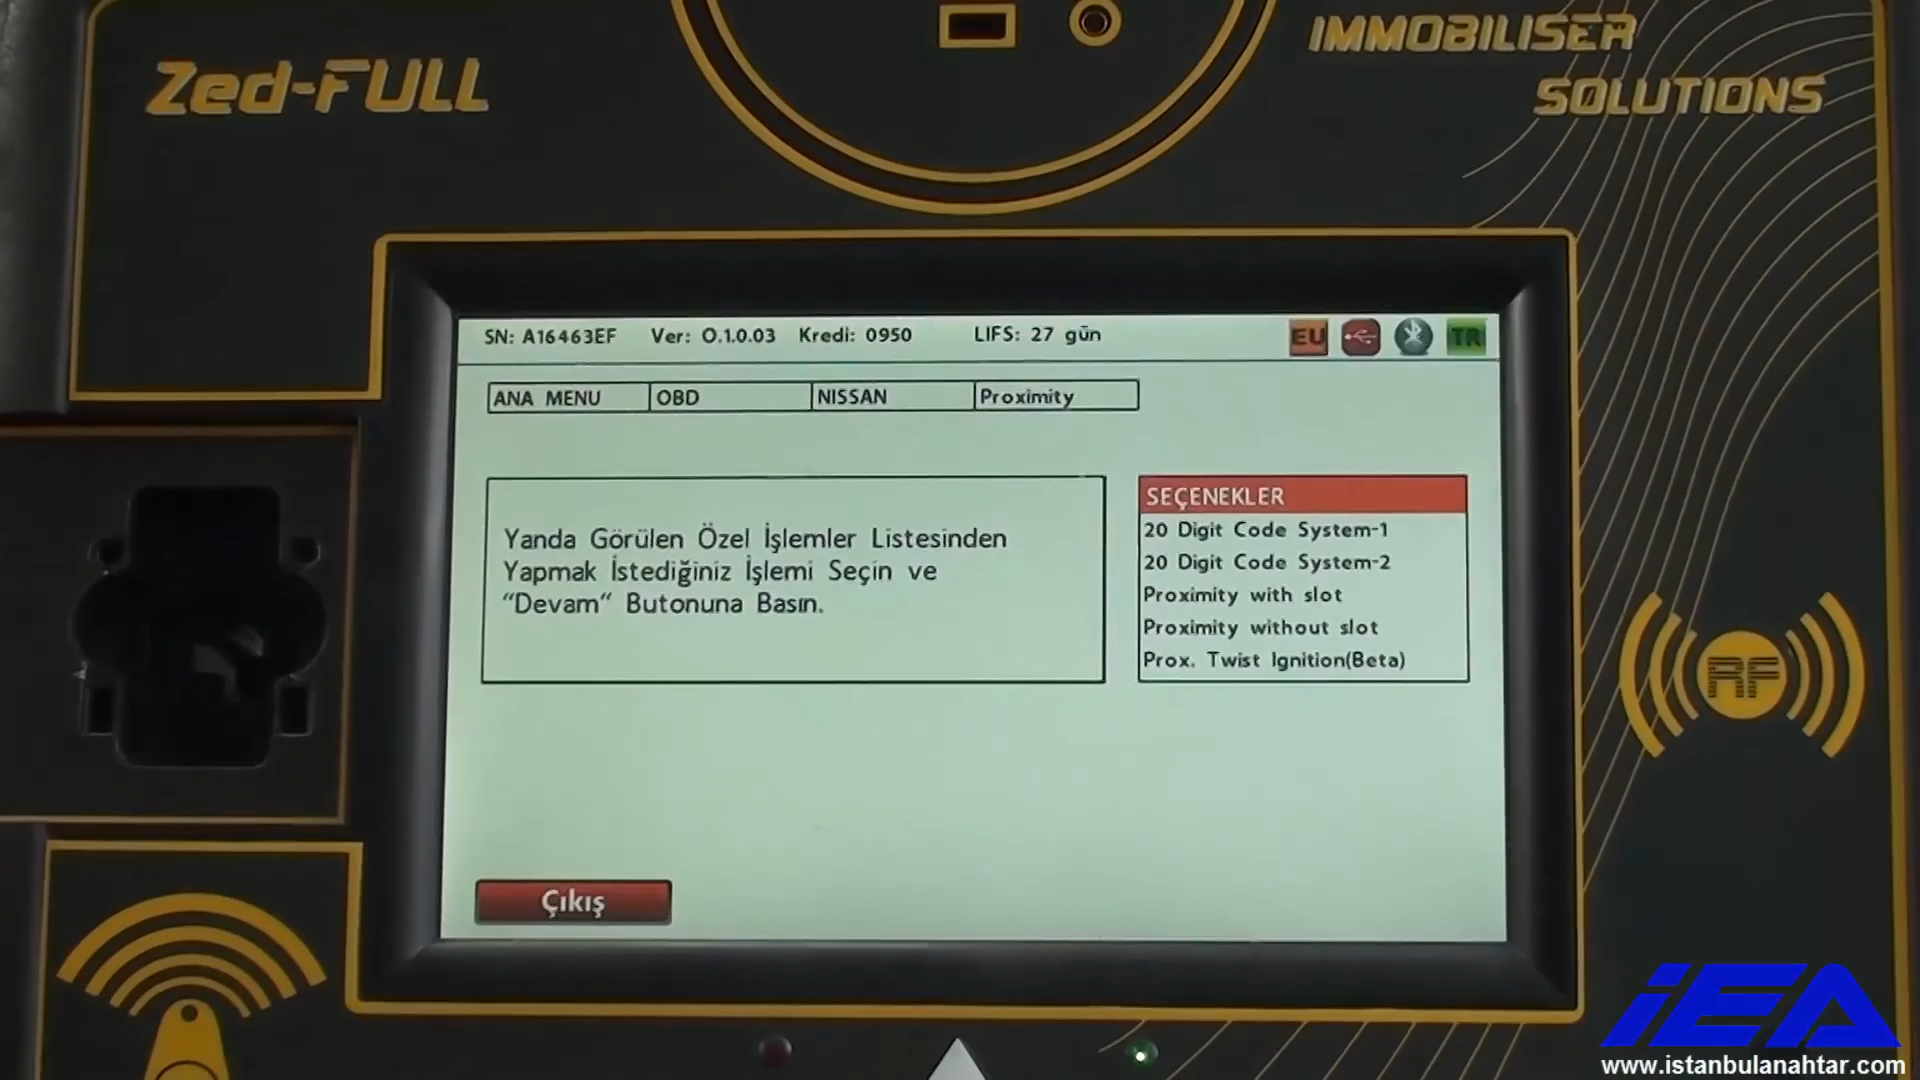 Zed-FULL
IMMOBILISER
SOLUTIONS
SN: A16463EF Ver: O.1.0.03 Kredi: 0950 LIFS: 27 gün EU TR
ANA MENU OBD NISSAN Proximity
Yanda Görülen Özel İşlemler Listesinden
Yapmak İstediğiniz İşlemi Seçin ve
“Devam“ Butonuna Basın.
SEÇENEKLER
20 Digit Code System-1
20 Digit Code System-2
Proximity with slot
Proximity without slot
Prox. Twist Ignition(Beta)
Çıkış
RF
iEA
www.istanbulanahtar.com